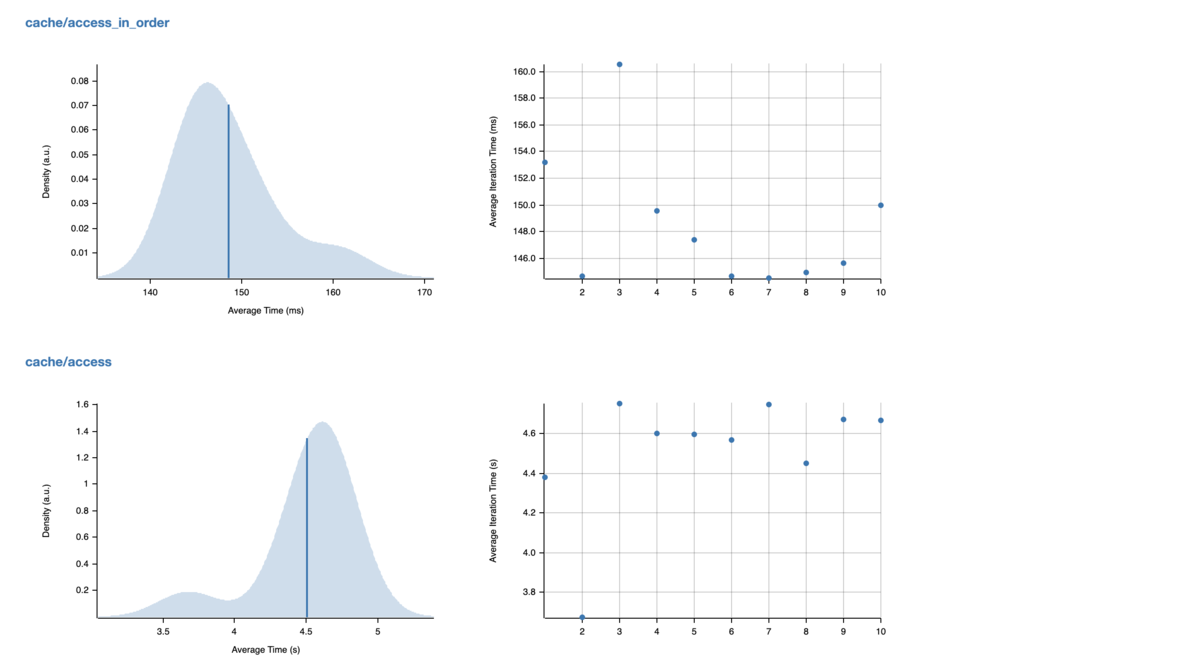 cache/access_in_order
Density (a.u.)
0.08
0.07
0.06
0.05
0.04
0.03
0.02
0.01
140 150 160 170
Average Time (ms)
Average Iteration Time (ms)
160.0
158.0
156.0
154.0
152.0
150.0
148.0
146.0
2 3 4 5 6 7 8 9 10
cache/access
Density (a.u.)
1.6
1.4
1.2
1
0.8
0.6
0.4
0.2
3.5 4 4.5 5
Average Time (s)
Average Iteration Time (s)
4.6
4.4
4.2
4.0
3.8
2 3 4 5 6 7 8 9 10